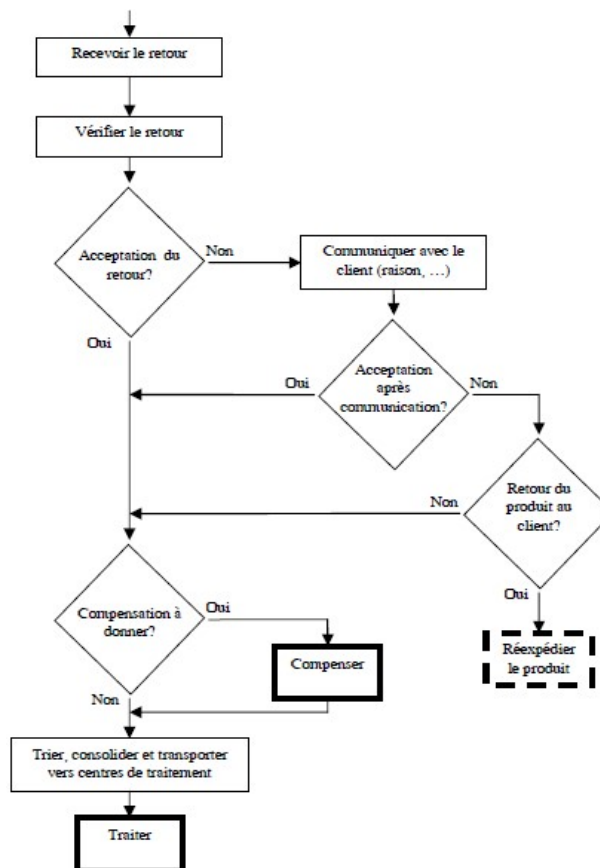 Recevoir le retour
Vérifier le retour
Acceptation du
retour?
Non
Communiquer avec le
client (raison, …)
Oui
Acceptation
après
communication?
Oui
Non
Retour du
produit au
client?
Non
Oui
Compensation à
donner?
Oui
Compenser
Réexpédier
le produit
Non
Trier, consolider et transporter
vers centres de traitement
Traiter